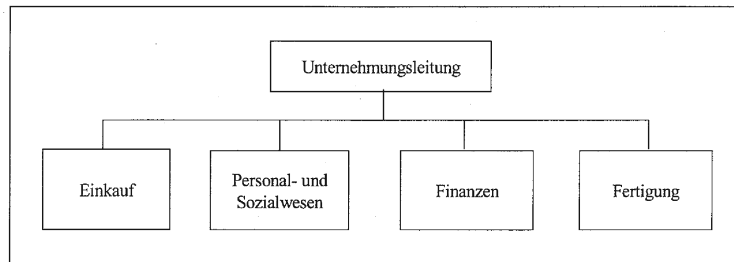 Unternehmungsleitung
Einkauf
Personal- und
Sozialwesen
Finanzen
Fertigung